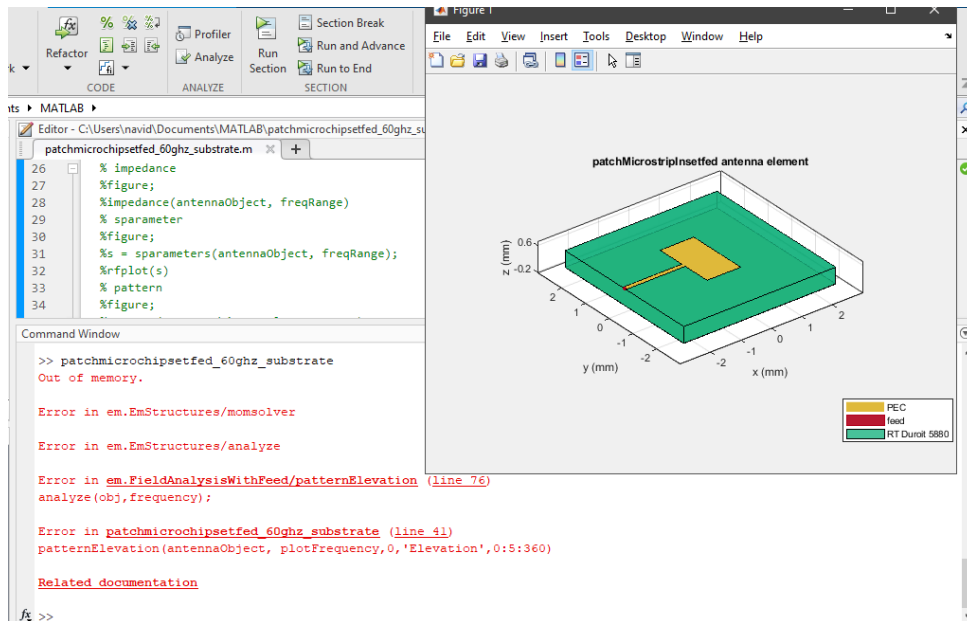 Refactor
Profiler
Analyze
Run
Section
Section Break
Run and Advance
Run to End
CODE
ANALYZE
SECTION
nts ▸ MATLAB ▸
Editor - C:\Users\navid\Documents\MATLAB\patchmicrochipsetfed_60ghz_su
patchmicrochipsetfed_60ghz_substrate.m
26 % impedance
27 %figure;
28 %impedance(antennaObject, freqRange)
29 % sparameter
30 %figure;
31 %s = sparameters(antennaObject, freqRange);
32 %rfplot(s)
33 % pattern
34 %figure;
Command Window
>> patchmicrochipsetfed_60ghz_substrate
Out of memory.
Error in em.EmStructures/momsolver
Error in em.EmStructures/analyze
Error in em.FieldAnalysisWithFeed/patternElevation (line 76)
analyze(obj,frequency);
Error in patchmicrochipsetfed_60ghz_substrate (line 41)
patternElevation(antennaObject, plotFrequency,0,'Elevation',0:5:360)
Related documentation
fx >>
Figure 1
File Edit View Insert Tools Desktop Window Help
patchMicrostripInsetfed antenna element
z (mm)
0.6
-0.2
2
1
0
-1
-2
y (mm)
-2
-1
0
1
2
x (mm)
PEC
feed
RT Duroit 5880